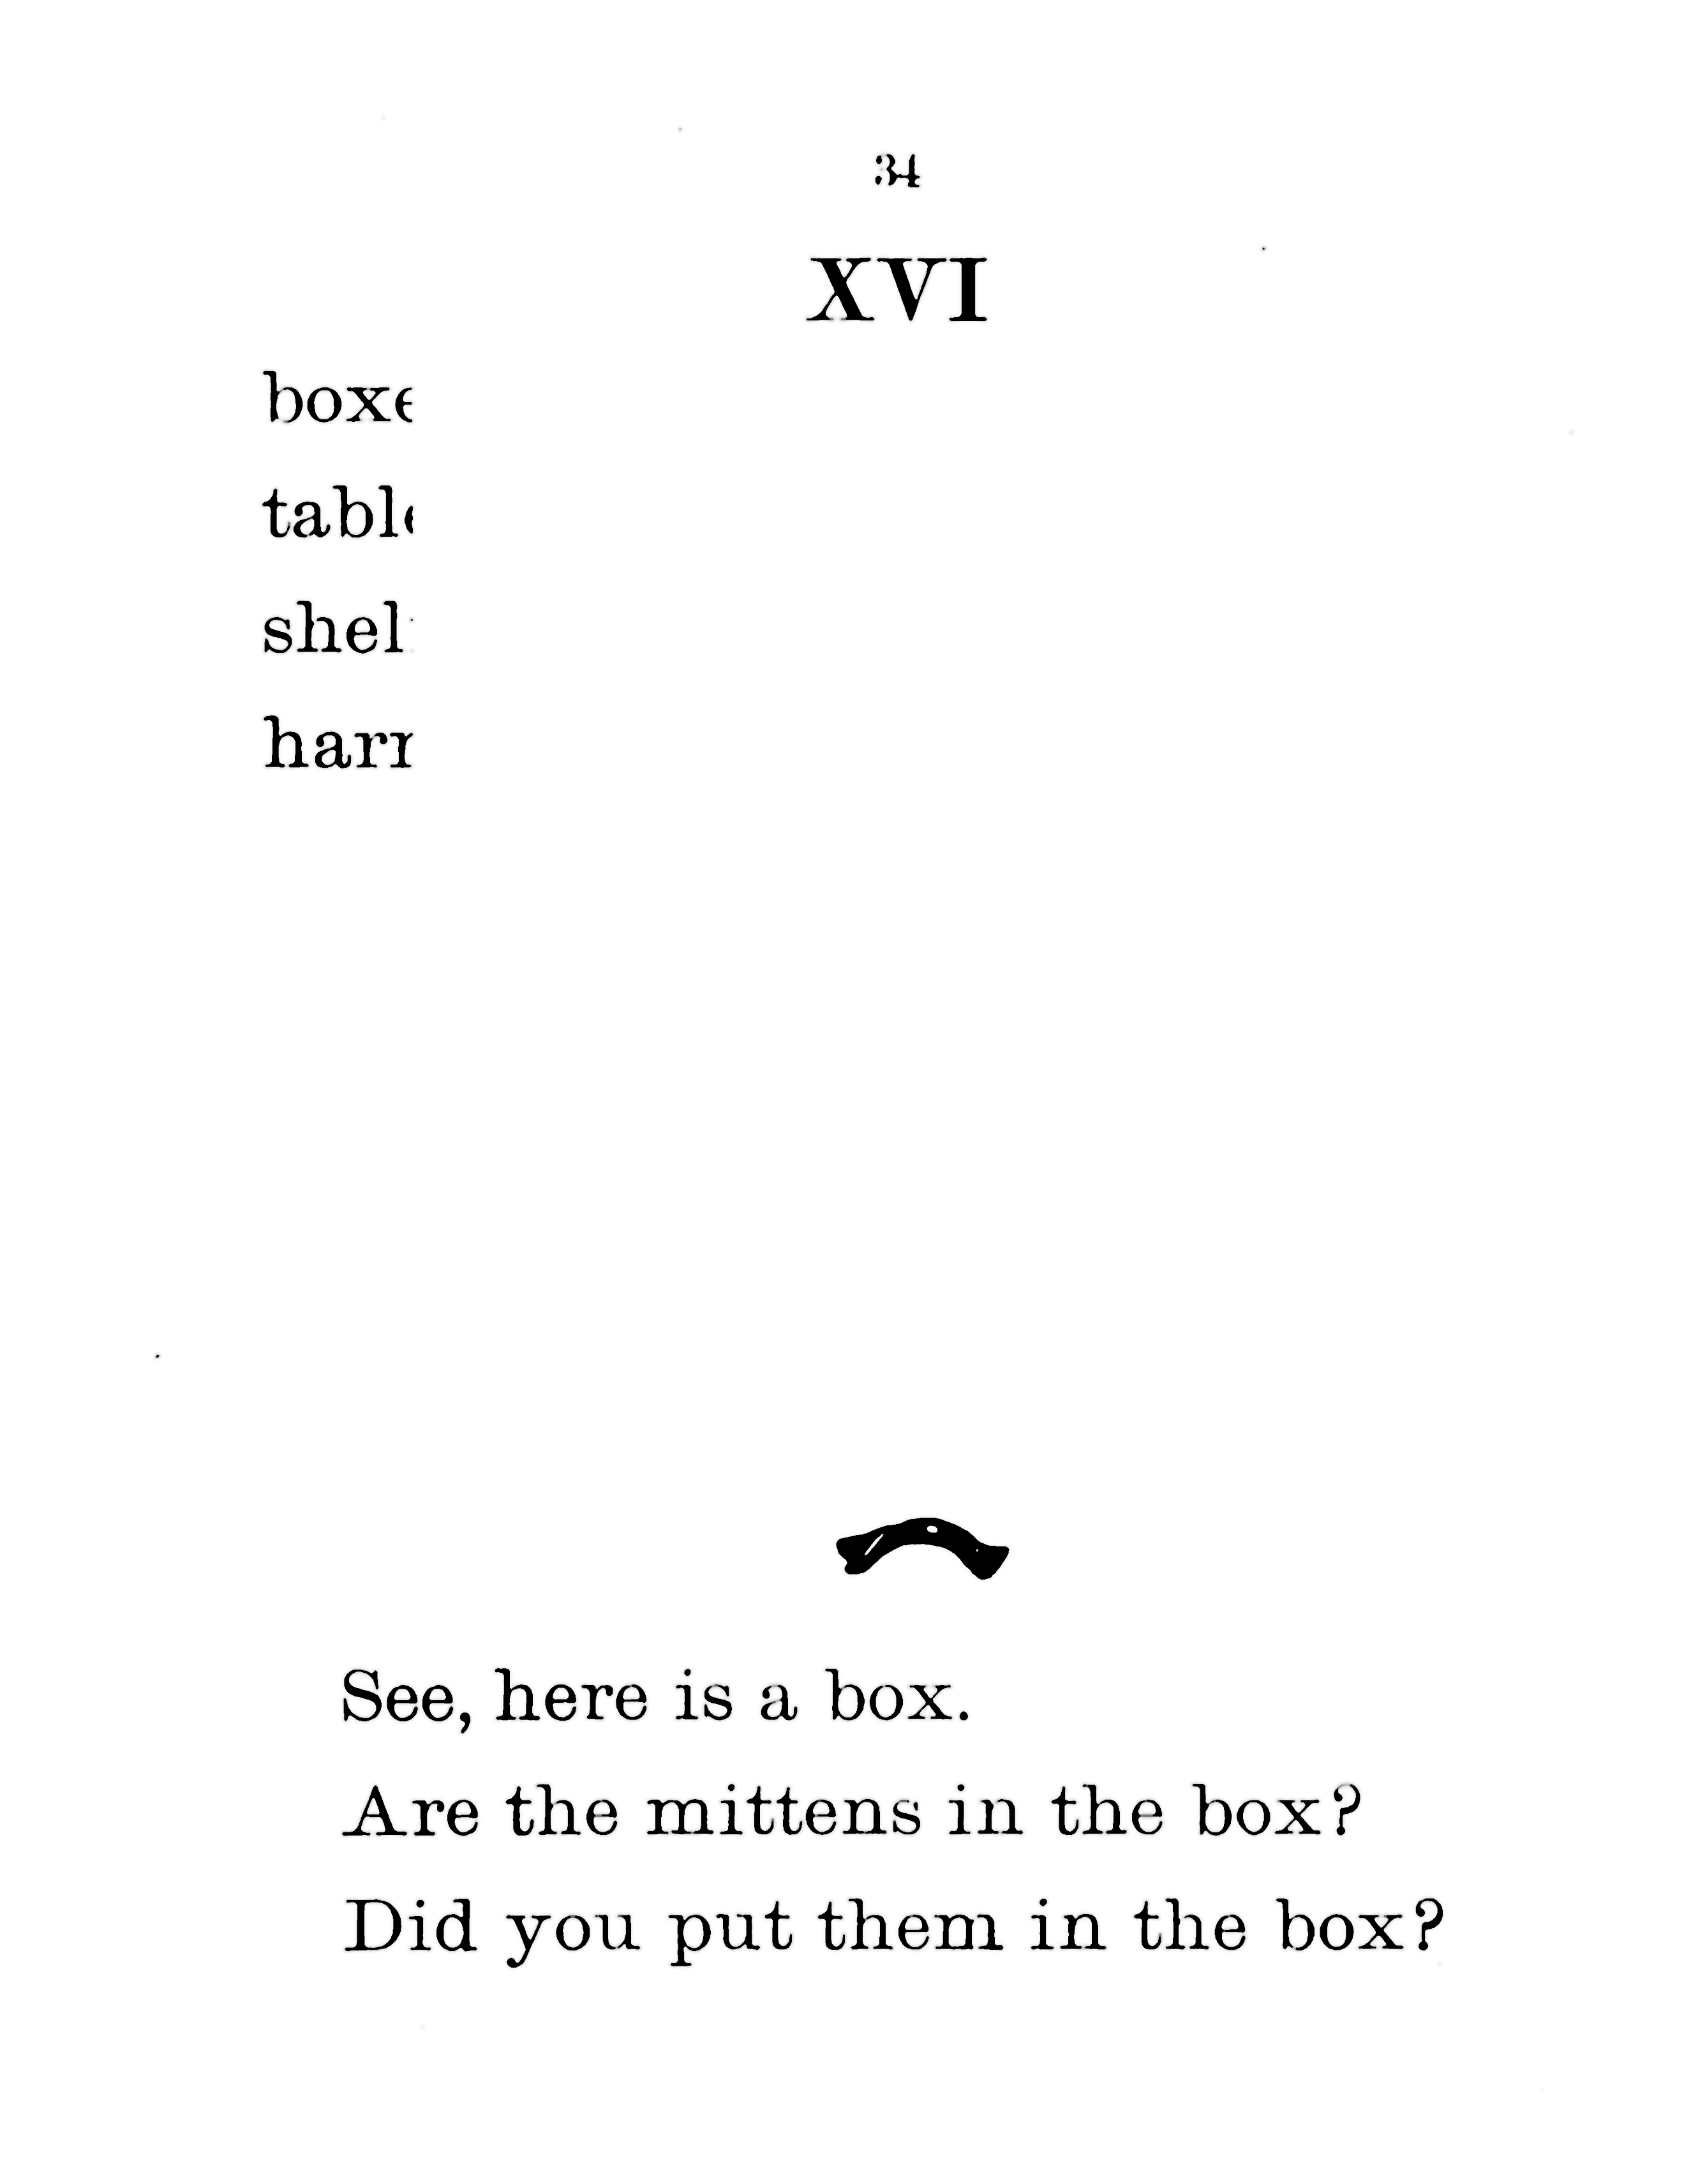 34
XVI
See, here is a box.
Are the mittens in the box?
Did you put them in the box?